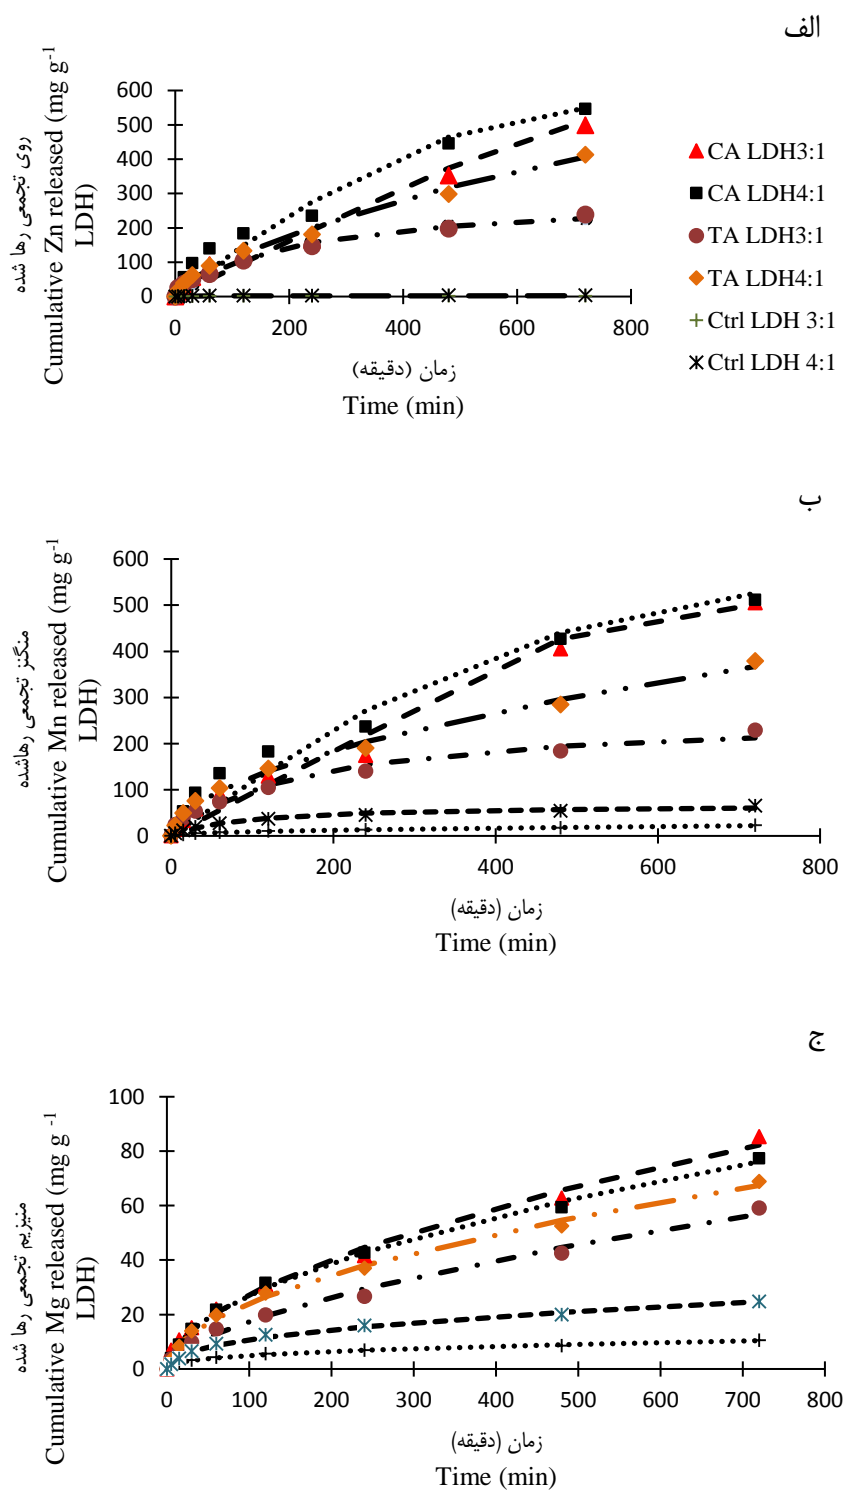 الف
روی تجمعی رها شده
Cumulative Zn released (mg g-1
LDH)
600
500
400
300
200
100
0
0 200 400 600 800
زمان (دقیقه)
Time (min)
CA LDH3:1
CA LDH4:1
TA LDH3:1
TA LDH4:1
Ctrl LDH 3:1
Ctrl LDH 4:1
ب
منگنز تجمعی رهاشده
Cumulative Mn released (mg g-1
LDH)
600
500
400
300
200
100
0
0 200 400 600 800
زمان (دقیقه)
Time (min)
ج
منیزیم تجمعی رها شده
Cumulative Mg released (mg g -1
LDH)
100
80
60
40
20
0
0 100 200 300 400 500 600 700 800
زمان (دقیقه)
Time (min)